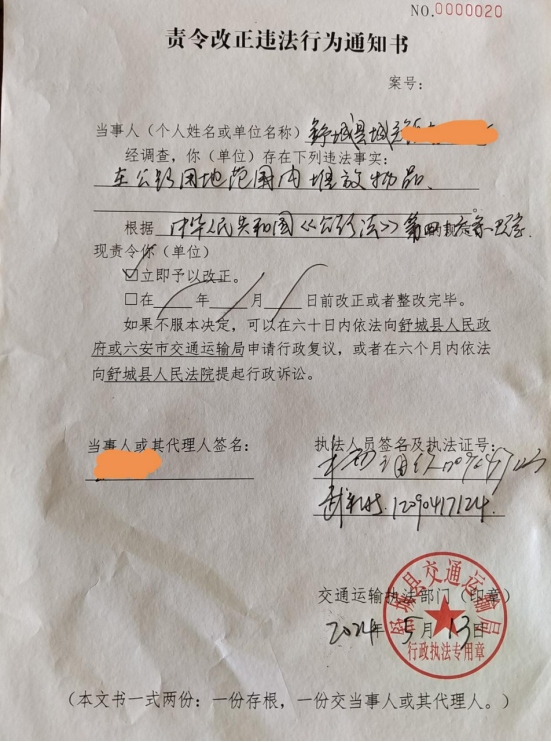 NO.0000020
责令改正违法行为通知书
案号：
当事人（个人姓名或单位名称）舒城县城
经调查，你（单位）存在下列违法事实：
在公路用地范围内堆放物品、
。
根据 中华人民共和国《公路法》第四十六条
现责令你（单位）
☑立即予以改正。
□在 年 月 日前改正或者整改完毕。
如果不服本决定，可以在六十日内依法向舒城县人民政
府或六安市交通运输局申请行政复议，或者在六个月内依法
向舒城县人民法院提起行政诉讼。
当事人或其代理人签名：
执法人员签名及执法证号：
12090417124.
交通运输执法部门（印章）
2024年 5月 13日
舒城县交通运输局
行政执法专用章
（本文书一式两份：一份存根，一份交当事人或其代理人。）